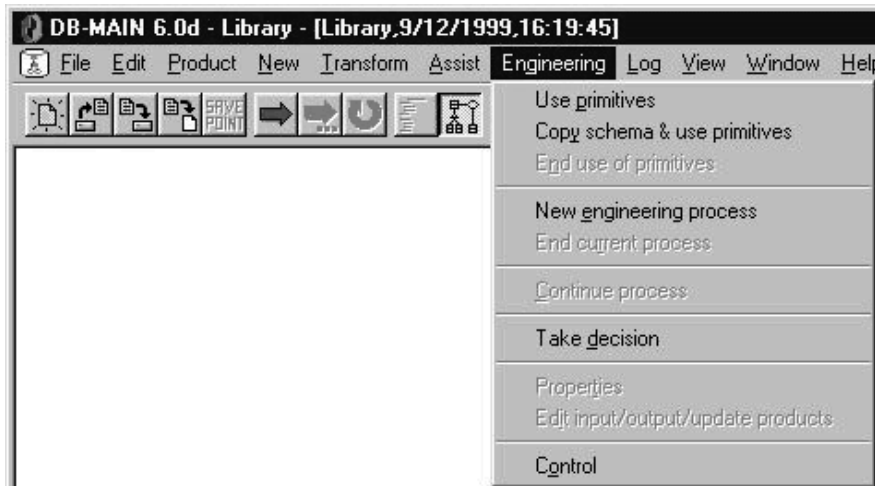 DB-MAIN 6.0d - Library - [Library,9/12/1999,16:19:45]
File Edit Product New Transform Assist Engineering Log View Window Help
SAVE POINT
Use primitives
Copy schema & use primitives
End use of primitives
New engineering process
End current process
Continue process
Take decision
Properties
Edit input/output/update products
Control